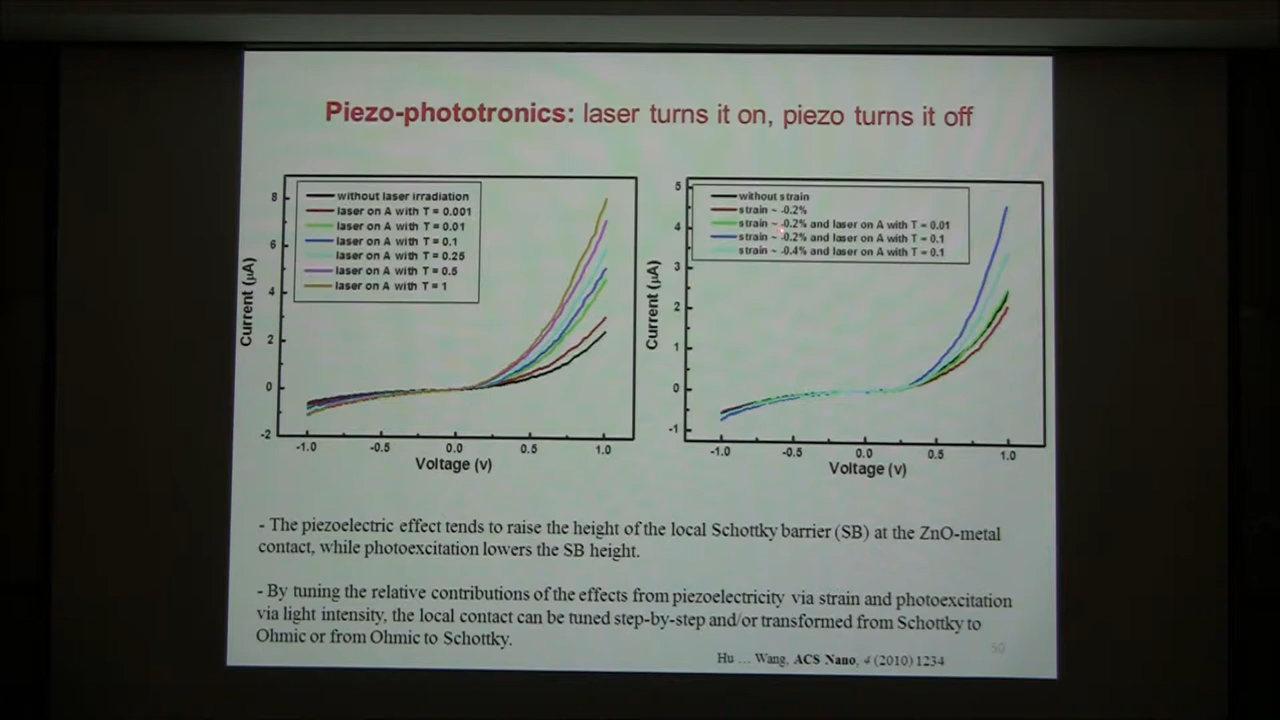 Piezo-phototronics: laser turns it on, piezo turns it off
without laser irradiation
laser on A with T = 0.001
laser on A with T = 0.01
laser on A with T = 0.1
laser on A with T = 0.25
laser on A with T = 0.5
laser on A with T = 1
8
6
4
2
0
-2
Current (μA)
-1.0 -0.5 0.0 0.5 1.0
Voltage (v)
without strain
strain ~ -0.2%
strain ~ -0.2% and laser on A with T = 0.01
strain ~ -0.2% and laser on A with T = 0.1
strain ~ -0.4% and laser on A with T = 0.1
5
4
3
2
1
0
-1
Current (μA)
-1.0 -0.5 0.0 0.5 1.0
Voltage (v)
- The piezoelectric effect tends to raise the height of the local Schottky barrier (SB) at the ZnO-metal
contact, while photoexcitation lowers the SB height.
- By tuning the relative contributions of the effects from piezoelectricity via strain and photoexcitation
via light intensity, the local contact can be tuned step-by-step and/or transformed from Schottky to
Ohmic or from Ohmic to Schottky.
Hu ... Wang, ACS Nano, 4 (2010) 1234